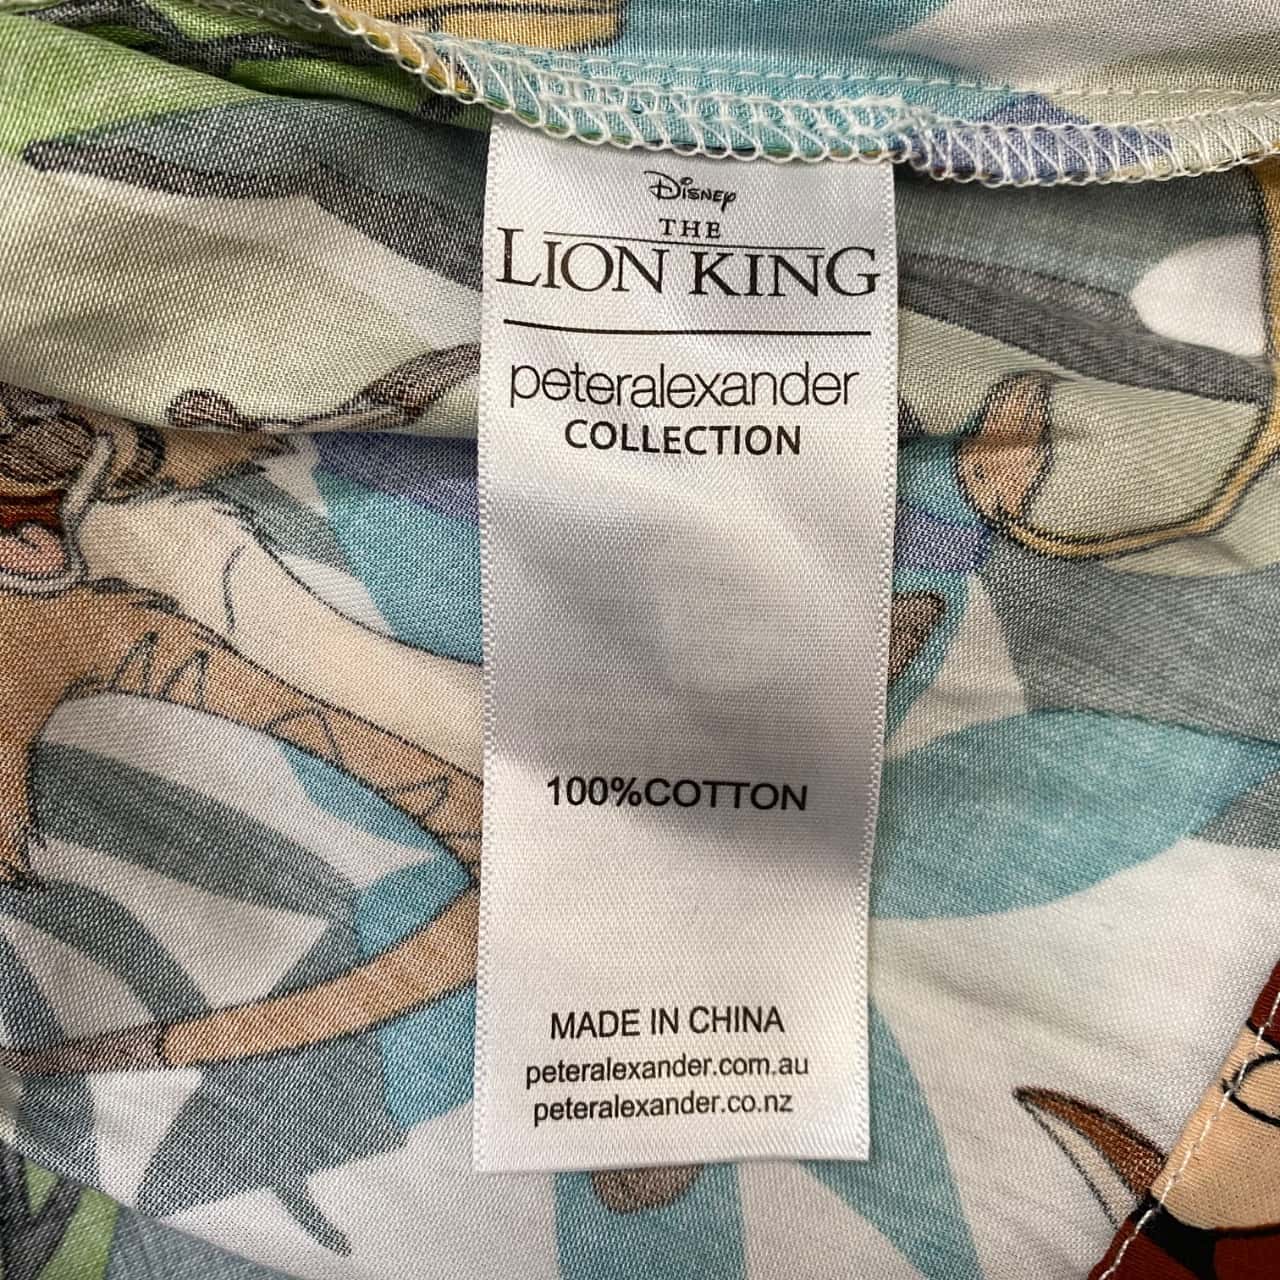 Disney
THE
LION KING
peteralexander
COLLECTION
100%COTTON
MADE IN CHINA
peteralexander.com.au
peteralexander.co.nz